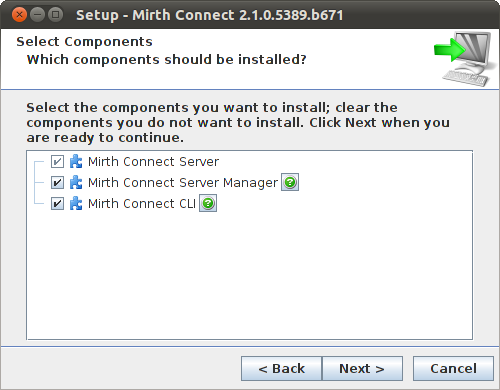 Setup - Mirth Connect 2.1.0.5389.b671
Select Components
Which components should be installed?
Select the components you want to install; clear the
components you do not want to install. Click Next when you
are ready to continue.
Mirth Connect Server
Mirth Connect Server Manager
Mirth Connect CLI
< Back
Next >
Cancel